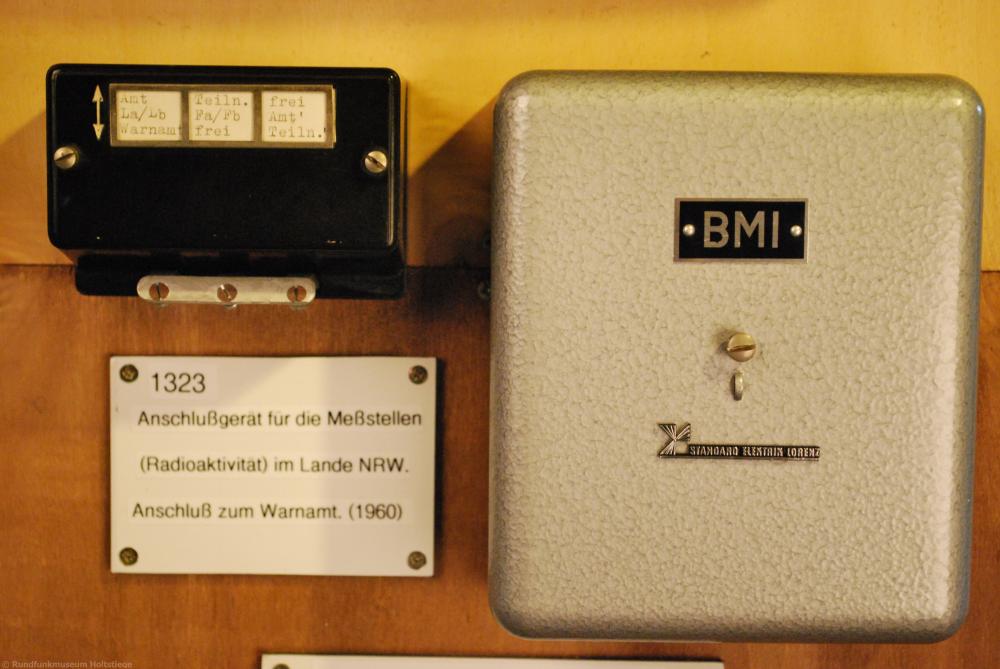 Amt
La/Lb
Warnamt
Teiln.
Fa/Fb
frei
frei
Amt'
Teiln.'
BMI
STANDARD ELEKTRIK LORENZ
1323
Anschlußgerät für die Meßstellen
(Radioaktivität) im Lande NRW.
Anschluß zum Warnamt. (1960)
© Rundfunkmuseum Holtstiege